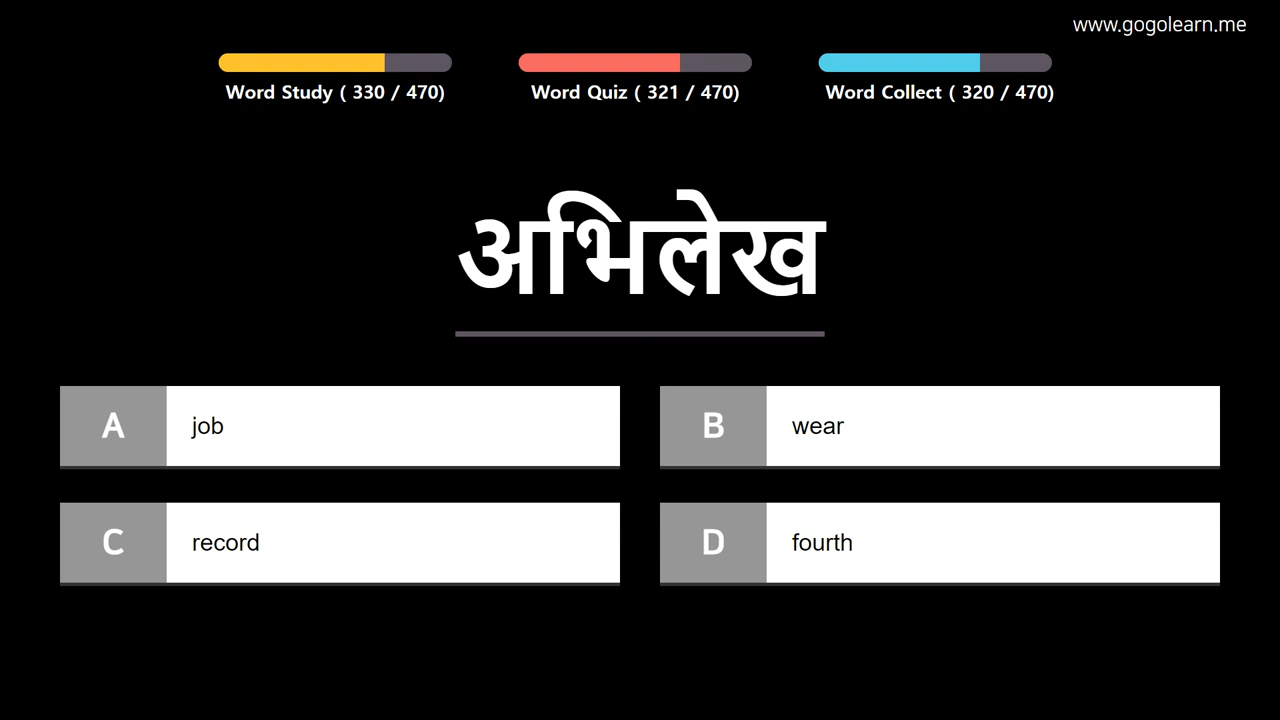 www.gogolearn.me
Word Study ( 330 / 470)
Word Quiz ( 321 / 470)
Word Collect ( 320 / 470)
अभिलेख
A job
B wear
C record
D fourth